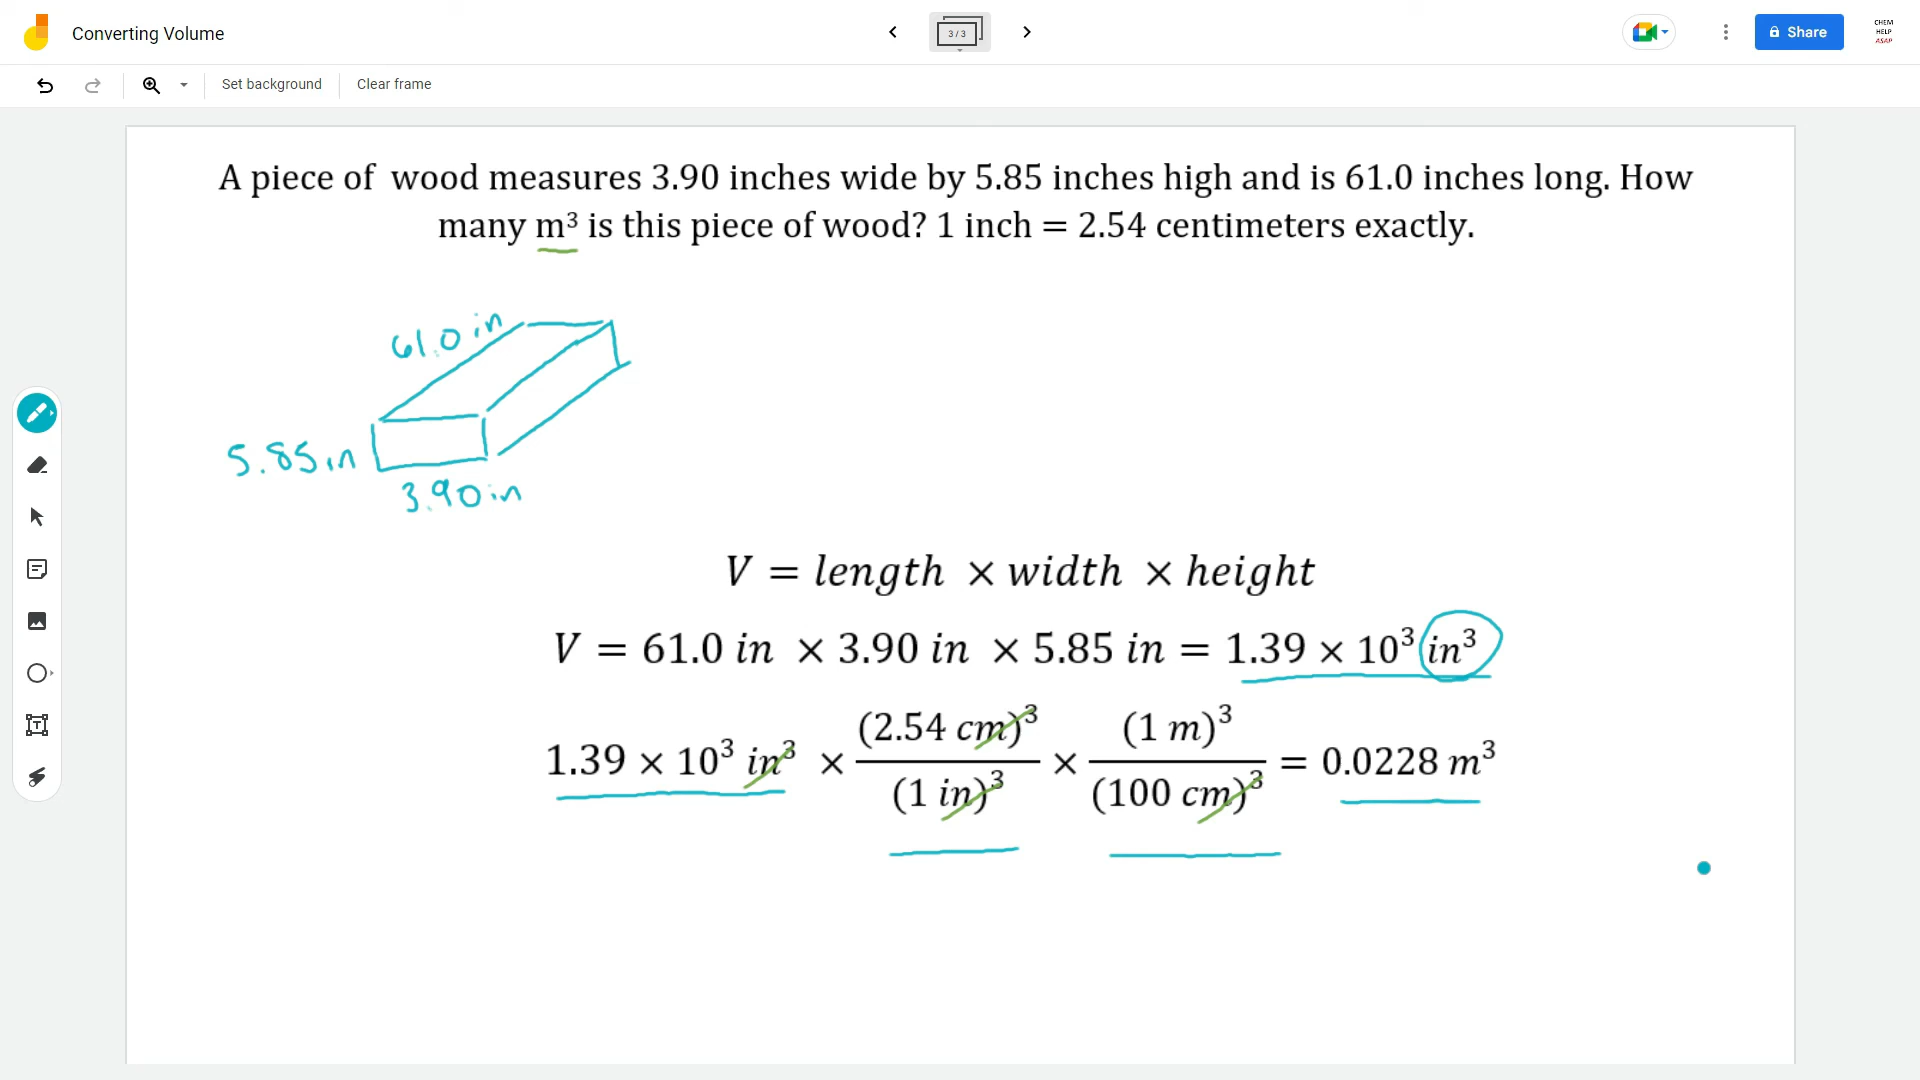 Converting Volume
3 / 3
Share
CHEM
HELP
ASAP
Set background
Clear frame
A piece of wood measures 3.90 inches wide by 5.85 inches high and is 61.0 inches long. How
many m³ is this piece of wood? 1 inch = 2.54 centimeters exactly.
61.0 in
5.85 in
3.90 in
V = length × width × height
V = 61.0 in × 3.90 in × 5.85 in = 1.39 × 10³ in³
1.39 × 10³ in³ × (2.54 cm)³ / (1 in)³ × (1 m)³ / (100 cm)³ = 0.0228 m³